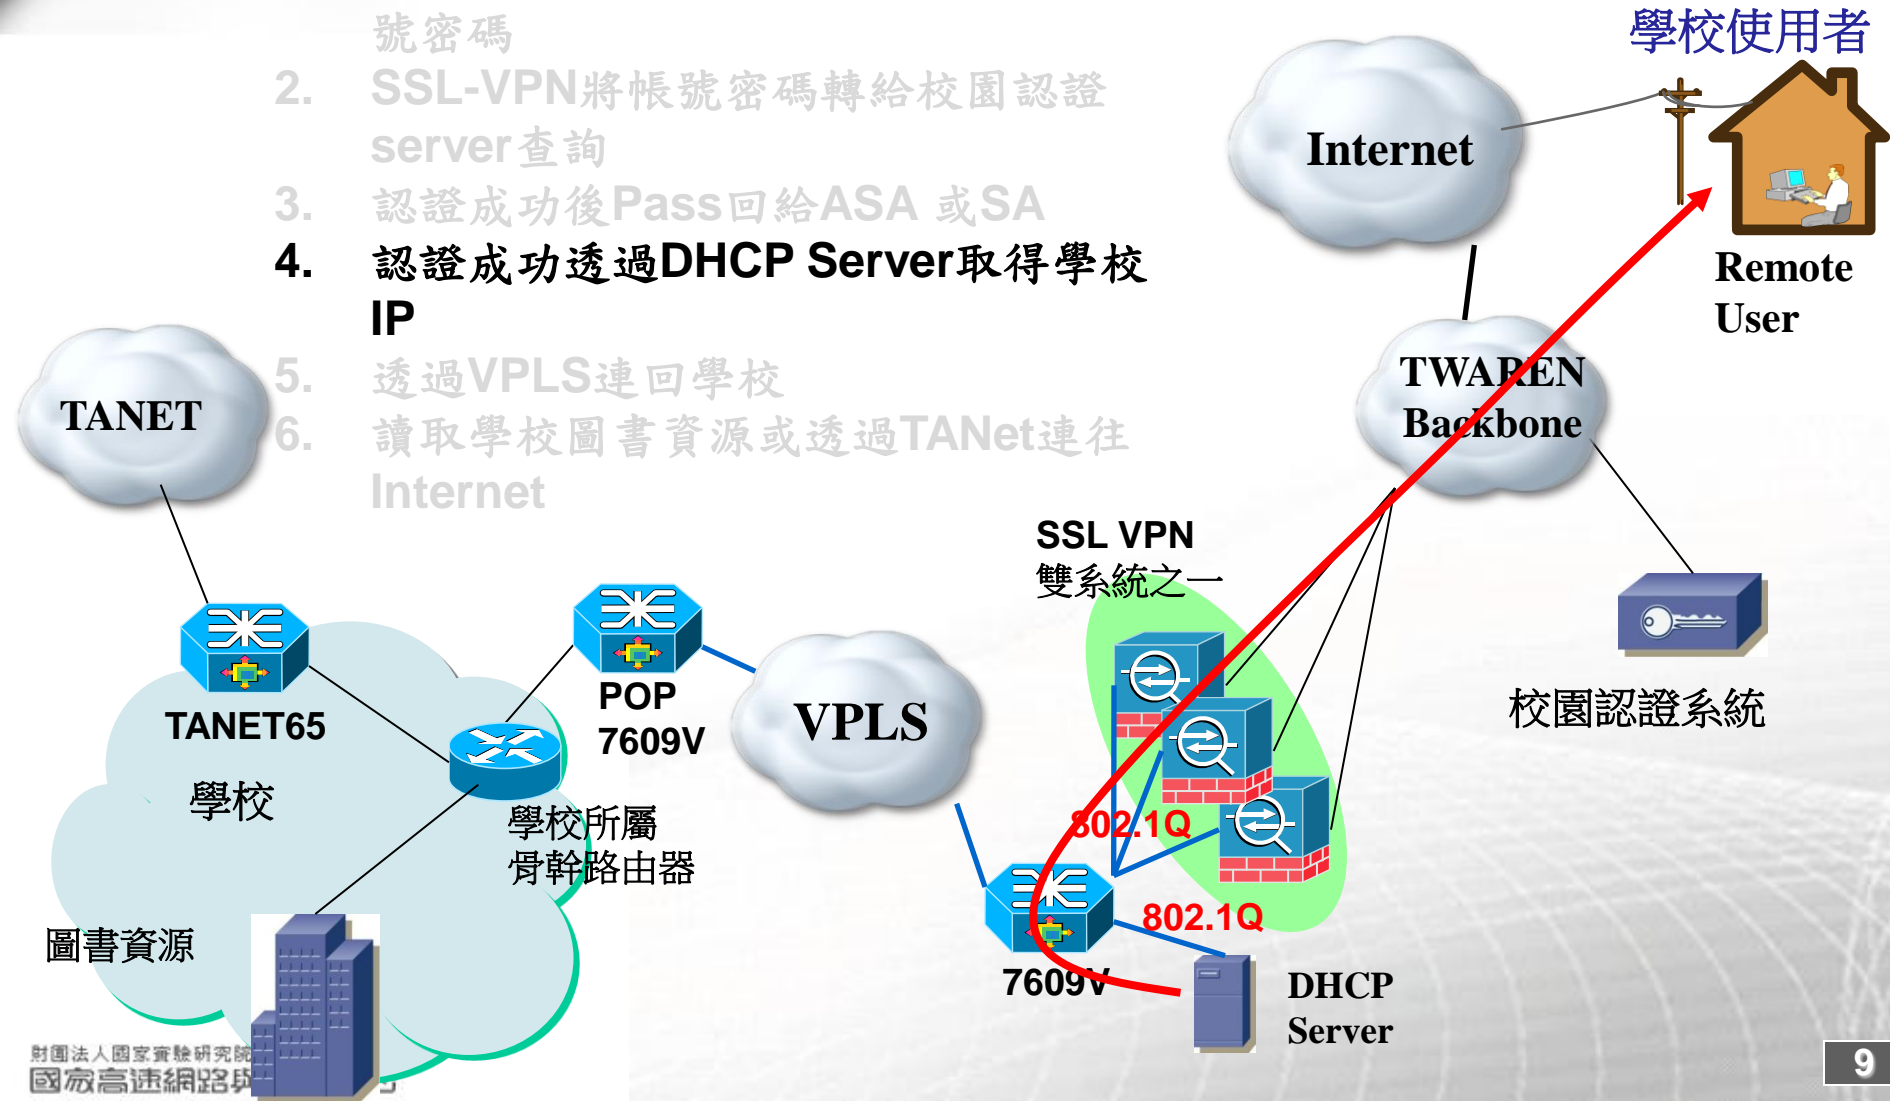 號密碼
2. SSL-VPN將帳號密碼轉給校園認證
server查詢
3. 認證成功後Pass回給ASA 或SA
4. 認證成功透過DHCP Server取得學校
IP
5. 透過VPLS連回學校
6. 讀取學校圖書資源或透過TANet連往
Internet
學校使用者
Internet
Remote
User
TWAREN
Backbone
TANET
SSL VPN
雙系統之一
校園認證系統
POP
7609V
VPLS
TANET65
學校
學校所屬
骨幹路由器
圖書資源
802.1Q
802.1Q
7609V
DHCP
Server
財團法人國家實驗研究院
國家高速網路與
9